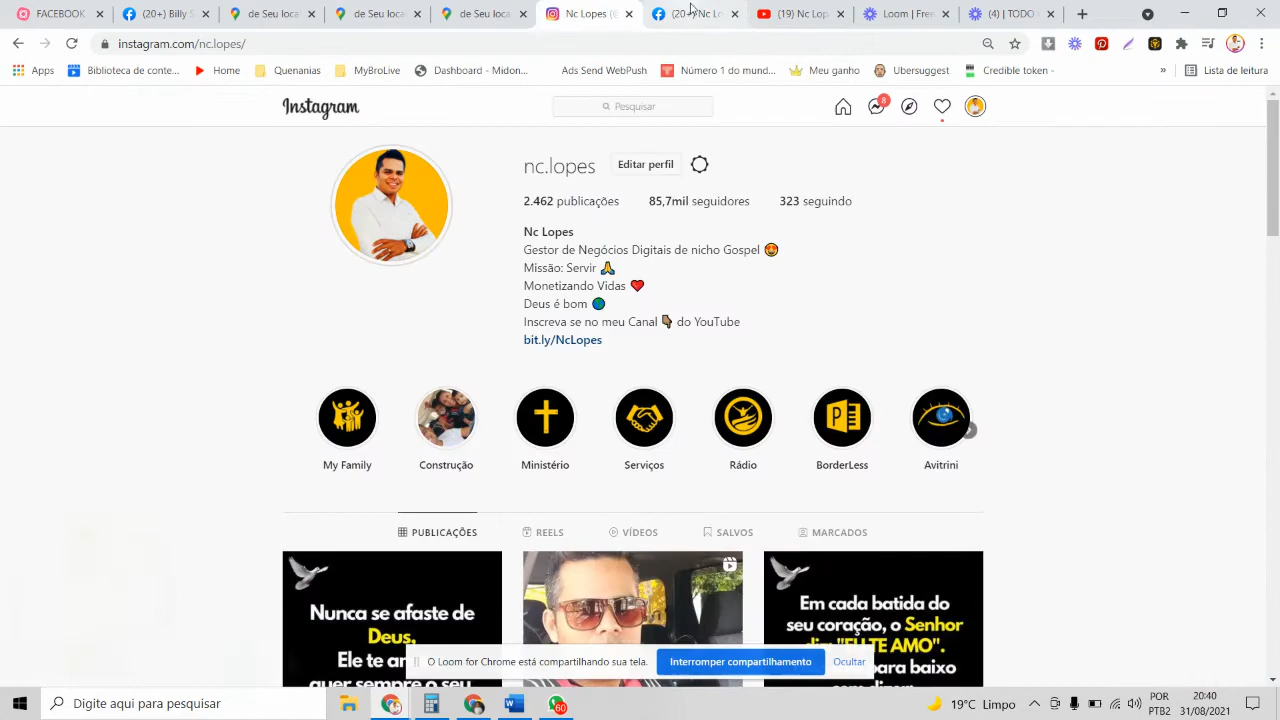 FACEBOOK
(20+) Billy S
de Seu loca
de Seu loca
Nc Lopes (
(20+) Nc L
(19) Nc Lop
Loom | Free
(4) | TODO
instagram.com/nc.lopes/
Apps
Biblioteca de conte...
Home
Quenanias
MyBroLive
Dashboard - Midon...
Ads Send WebPush
Número 1 do mund...
Meu ganho
Ubersuggest
Credible token -
»
Lista de leitura
Instagram
Pesquisar
8
nc.lopes
Editar perfil
2.462 publicações 85,7mil seguidores 323 seguindo
Nc Lopes
Gestor de Negócios Digitais de nicho Gospel 🤩
Missão: Servir 🙏
Monetizando Vidas ❤️
Deus é bom 🌎
Inscreva se no meu Canal 👇🏾 do YouTube
bit.ly/NcLopes
My Family
Construção
Ministério
Serviços
Rádio
BorderLess
Avitrini
PUBLICAÇÕES
REELS
VÍDEOS
SALVOS
MARCADOS
Nunca se afaste de
Deus,
Ele te
quer sempre o seu
Em cada batida do
seu coração, o Senhor
"EU TE AMO".
para baixo
O Loom for Chrome está compartilhando sua tela.
Interromper compartilhamento
Ocultar
Digite aqui para pesquisar
60
19°C Limpo
POR
PTB2
20:40
31/08/2021